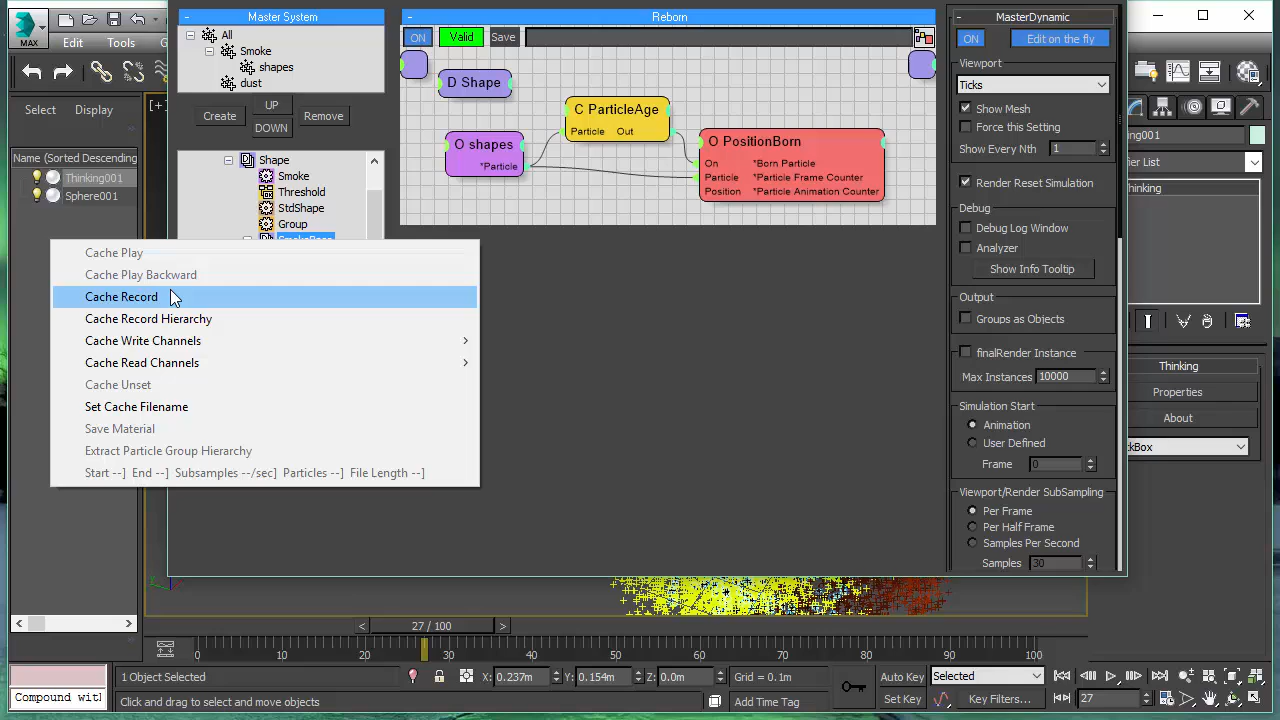 MAX
Edit
Tools
Select
Display
Name (Sorted Descending
Thinking001
Sphere001
[+]
Master System
All
Smoke
shapes
dust
Create
UP
DOWN
Remove
Shape
Smoke
Threshold
StdShape
Group
Reborn
ON
Valid
Save
D Shape
C ParticleAge
Particle Out
O shapes
*Particle
O PositionBorn
On *Born Particle
Particle *Particle Frame Counter
Position *Particle Animation Counter
Cache Play
Cache Play Backward
Cache Record
Cache Record Hierarchy
Cache Write Channels
Cache Read Channels
Cache Unset
Set Cache Filename
Save Material
Extract Particle Group Hierarchy
Start --] End --] Subsamples --/sec] Particles --] File Length --]
MasterDynamic
ON
Edit on the fly
Viewport
Ticks
Show Mesh
Force this Setting
Show Every Nth 1
Render Reset Simulation
Debug
Debug Log Window
Analyzer
Show Info Tooltip
Output
Groups as Objects
finalRender Instance
Max Instances 10000
Simulation Start
Animation
User Defined
Frame 0
Viewport/Render SubSampling
Per Frame
Per Half Frame
Samples Per Second
Samples 30
ing001
ier List
Thinking
Thinking
Properties
About
ckBox
27 / 100
0 10 20 30 40 50 60 70 80 90 100
1 Object Selected
X: 0.237m
Y: 0.154m
Z: 0.0m
Grid = 0.1m
Auto Key
Selected
Compound witl
Click and drag to select and move objects
Add Time Tag
Set Key
Key Filters...
27